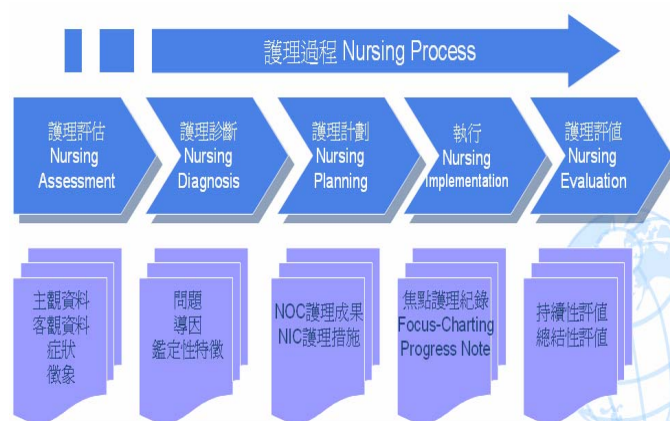 護理過程 Nursing Process
護理評估
Nursing
Assessment
護理診斷
Nursing
Diagnosis
護理計劃
Nursing
Planning
執行
Nursing
Implementation
護理評值
Nursing
Evaluation
主觀資料
客觀資料
症狀
徵象
問題
導因
鑑定性特徵
NOC護理成果
NIC護理措施
焦點護理紀錄
Focus-Charting
Progress Note
持續性評值
總結性評值